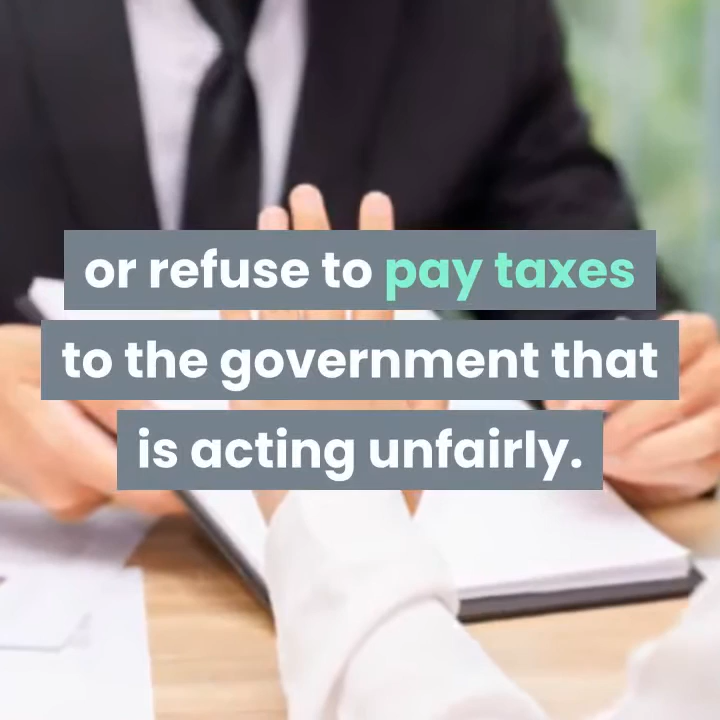 or refuse to pay taxes
to the government that
is acting unfairly.